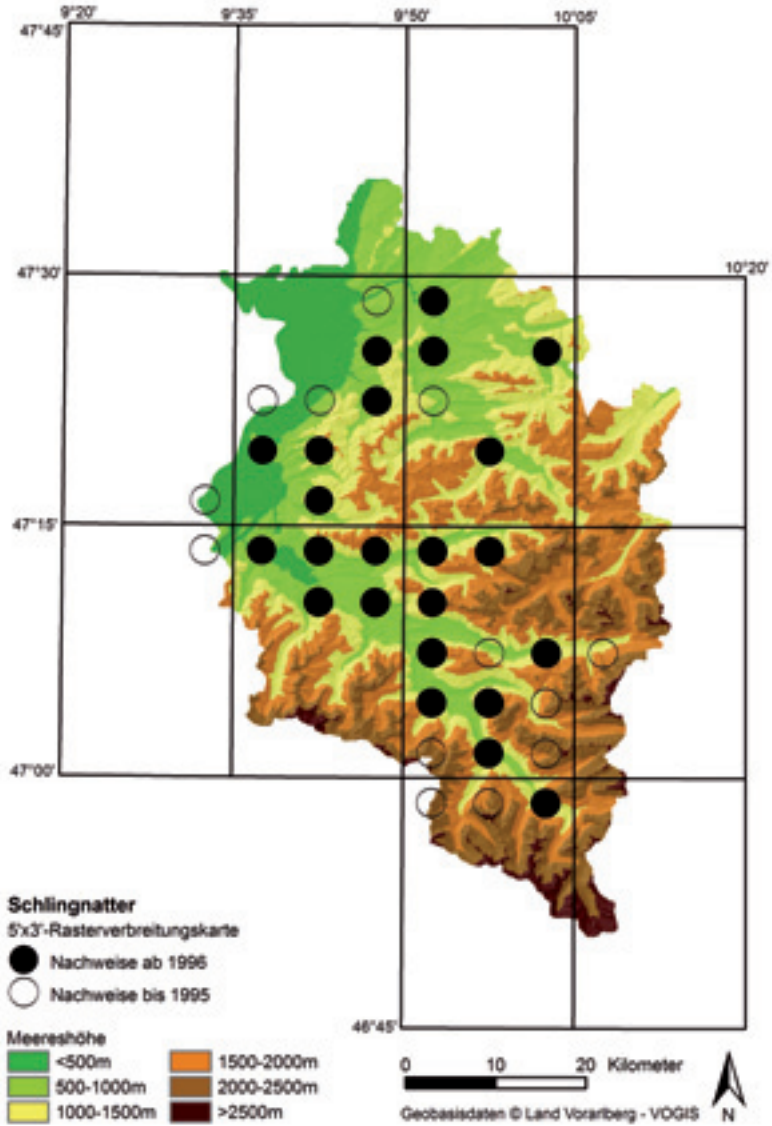 9°20'
9°35'
9°50'
10°05'
47°45'
47°30'
10°20'
47°15'
47°00'
46°45'
Schlingnatter
5'x3'-Rasterverbreitungskarte
Nachweise ab 1996
Nachweise bis 1995
Meereshöhe
<500m
500-1000m
1000-1500m
1500-2000m
2000-2500m
>2500m
0 10 20 Kilometer
Geobasisdaten © Land Vorarlberg - VOGIS
N